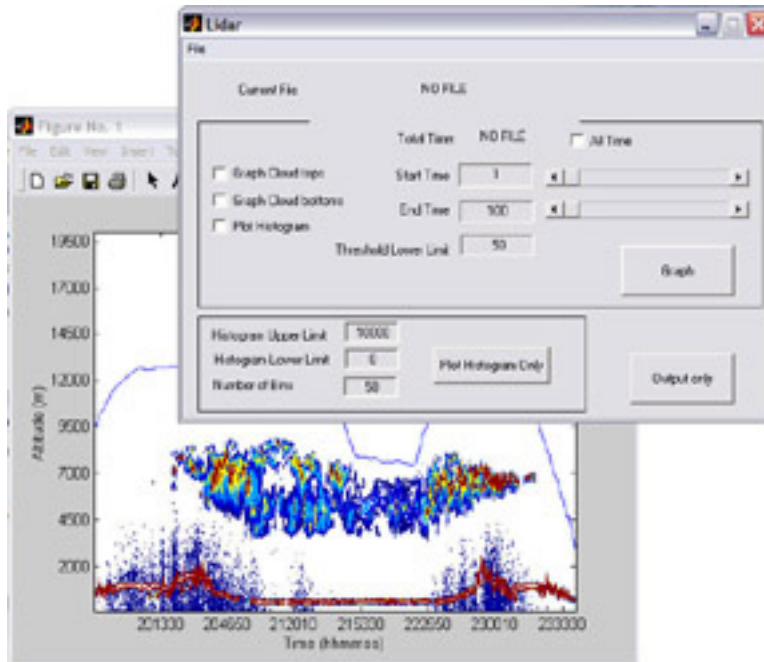 Lidar
File
Current File NO FILE
Total Time: NO FILE
All Time
Graph Cloud tops
Graph Cloud bottoms
Plot Histogram
Start Time 1
End Time 100
Threshold Lower Limit 50
Graph
Histogram Upper Limit 10000
Histogram Lower Limit 0
Number of Bins 50
Plot Histogram Only
Output only
Figure No. 1
File Edit View Insert
19500
17000
14500
12000
9500
7000
4500
2000
Altitude (m)
201330 204650 212010 215330 222650 230010 233330
Time (hhmmss)